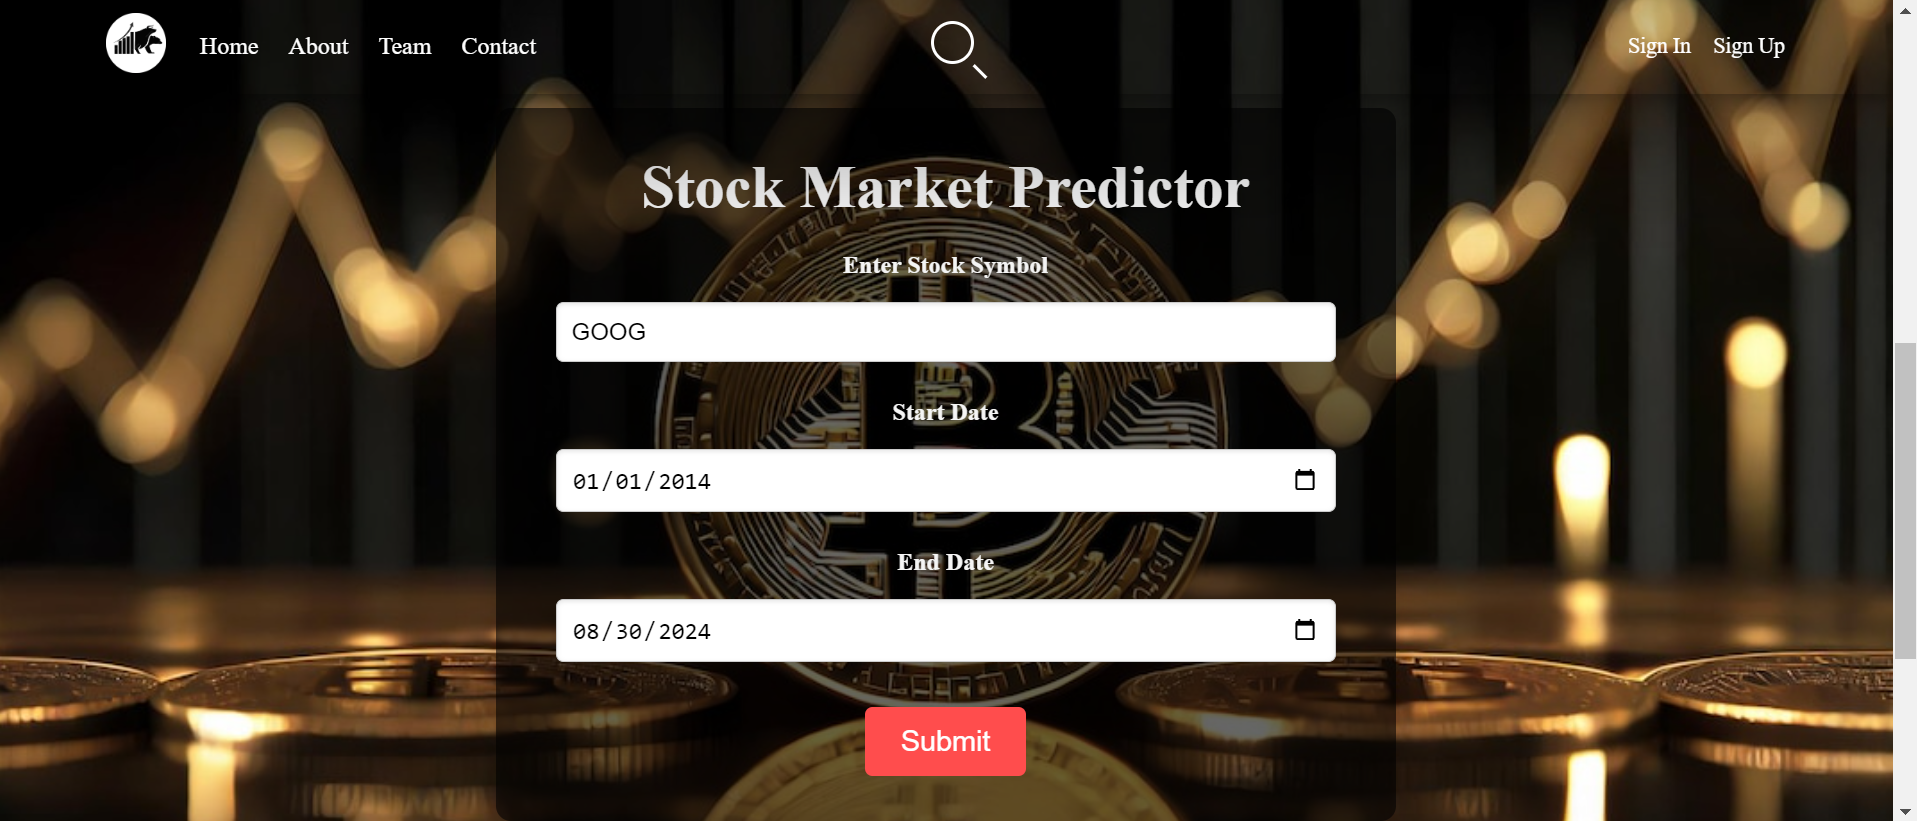 Home About Team Contact Sign In Sign Up
Stock Market Predictor
Enter Stock Symbol
GOOG
Start Date
01/01/2014
End Date
08/30/2024
Submit